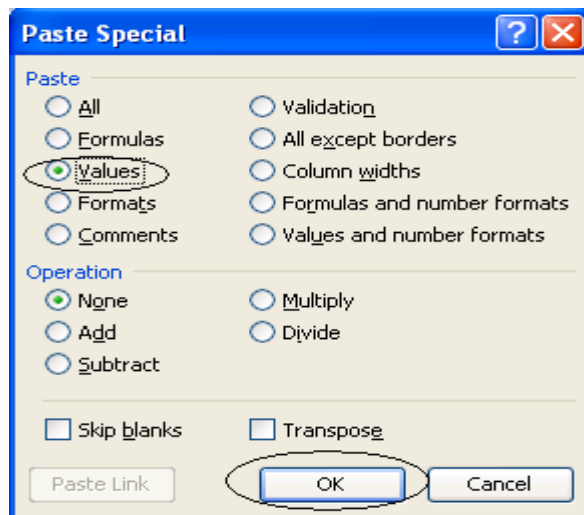 Paste Special
Paste
All
Validation
Formulas
All except borders
Values
Column widths
Formats
Formulas and number formats
Comments
Values and number formats
Operation
None
Multiply
Add
Divide
Subtract
Skip blanks
Transpose
Paste Link
OK
Cancel